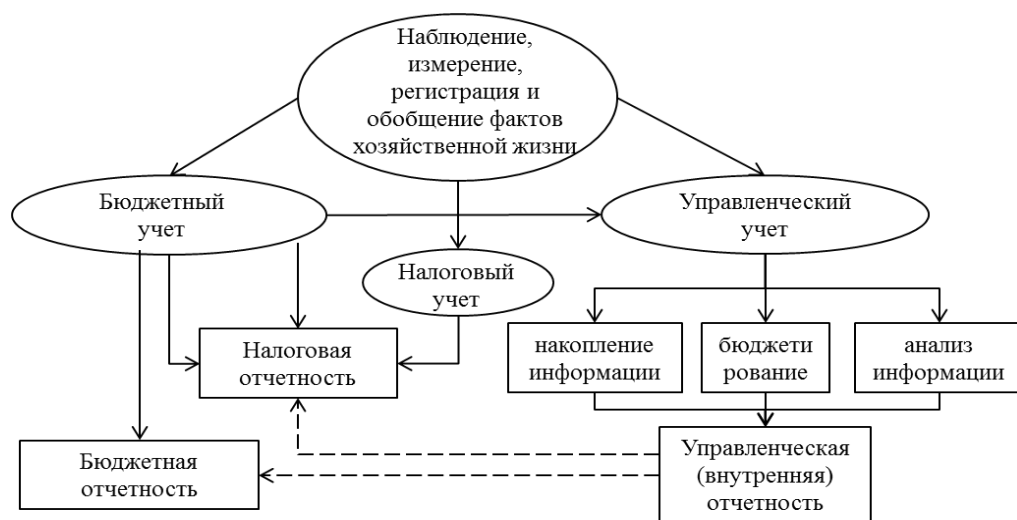 Наблюдение,
измерение,
регистрация и
обобщение фактов
хозяйственной жизни
Бюджетный
учет
Управленческий
учет
Налоговый
учет
Налоговая
отчетность
накопление
информации
бюджети
рование
анализ
информации
Бюджетная
отчетность
Управленческая
(внутренняя)
отчетность